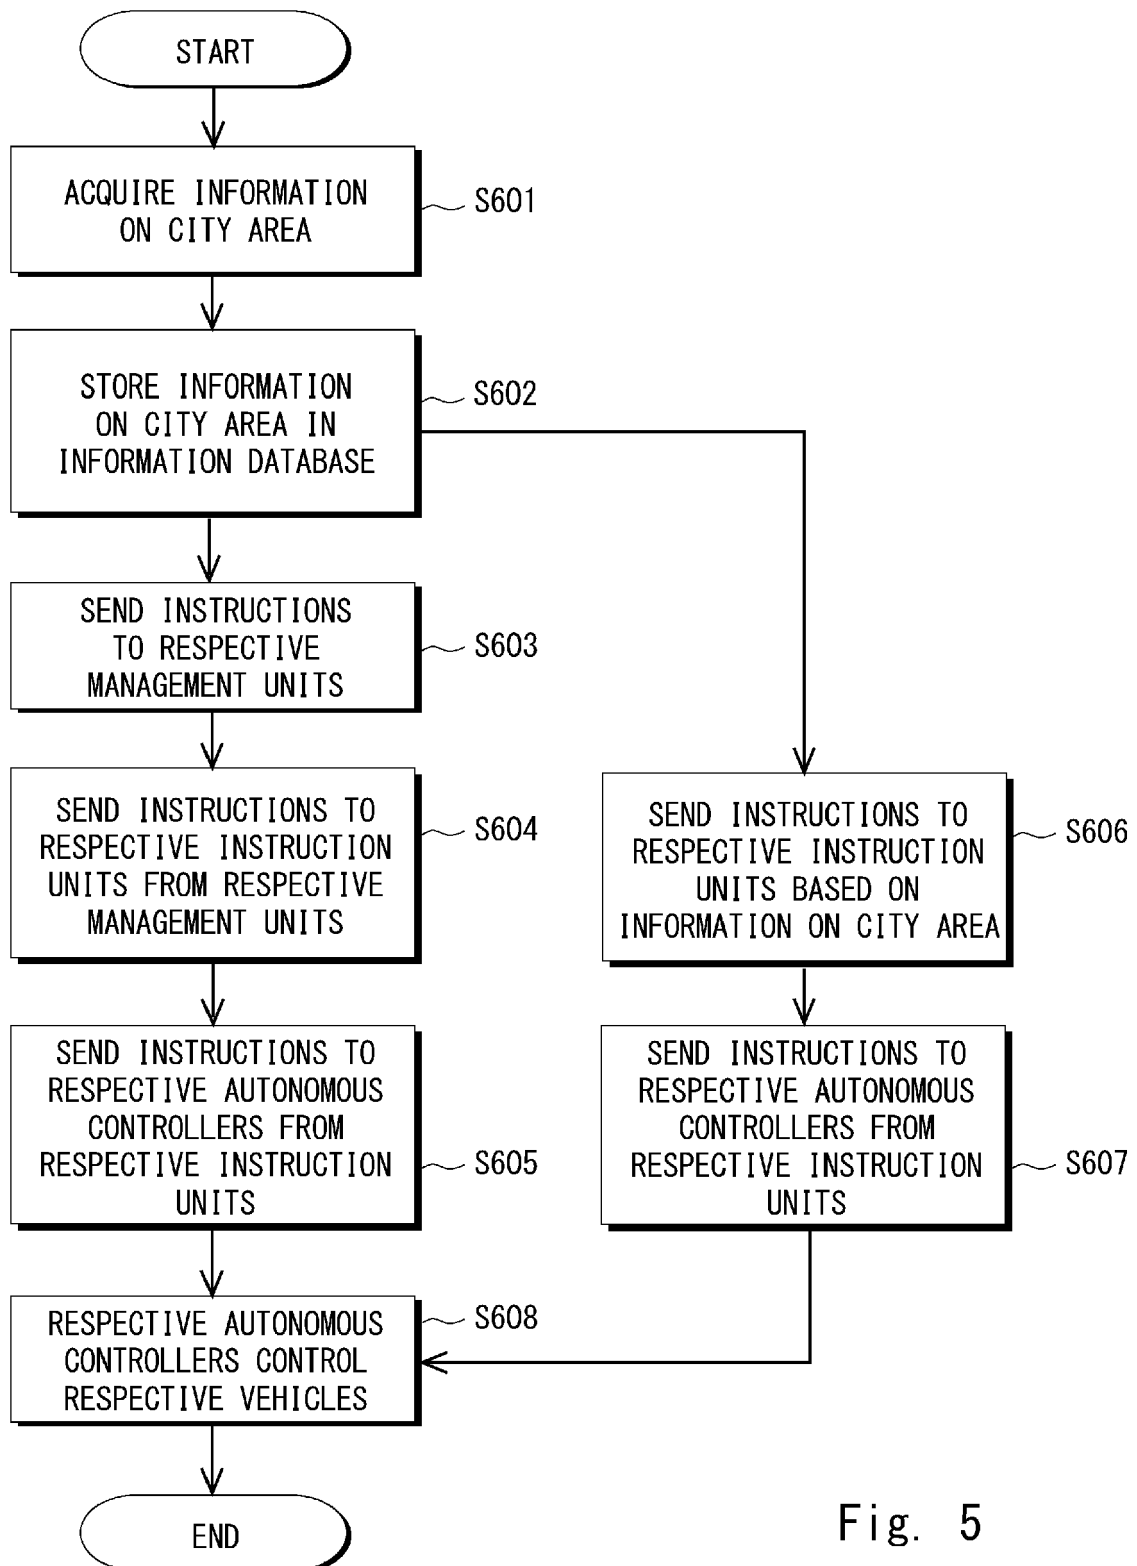 START
ACQUIRE INFORMATION
ON CITY AREA
S601
STORE INFORMATION
ON CITY AREA IN
INFORMATION DATABASE
S602
SEND INSTRUCTIONS
TO RESPECTIVE
MANAGEMENT UNITS
S603
SEND INSTRUCTIONS TO
RESPECTIVE INSTRUCTION
UNITS FROM RESPECTIVE
MANAGEMENT UNITS
S604
SEND INSTRUCTIONS TO
RESPECTIVE AUTONOMOUS
CONTROLLERS FROM
RESPECTIVE INSTRUCTION
UNITS
S605
SEND INSTRUCTIONS TO
RESPECTIVE INSTRUCTION
UNITS BASED ON
INFORMATION ON CITY AREA
S606
SEND INSTRUCTIONS TO
RESPECTIVE AUTONOMOUS
CONTROLLERS FROM
RESPECTIVE INSTRUCTION
UNITS
S607
RESPECTIVE AUTONOMOUS
CONTROLLERS CONTROL
RESPECTIVE VEHICLES
S608
END
Fig. 5